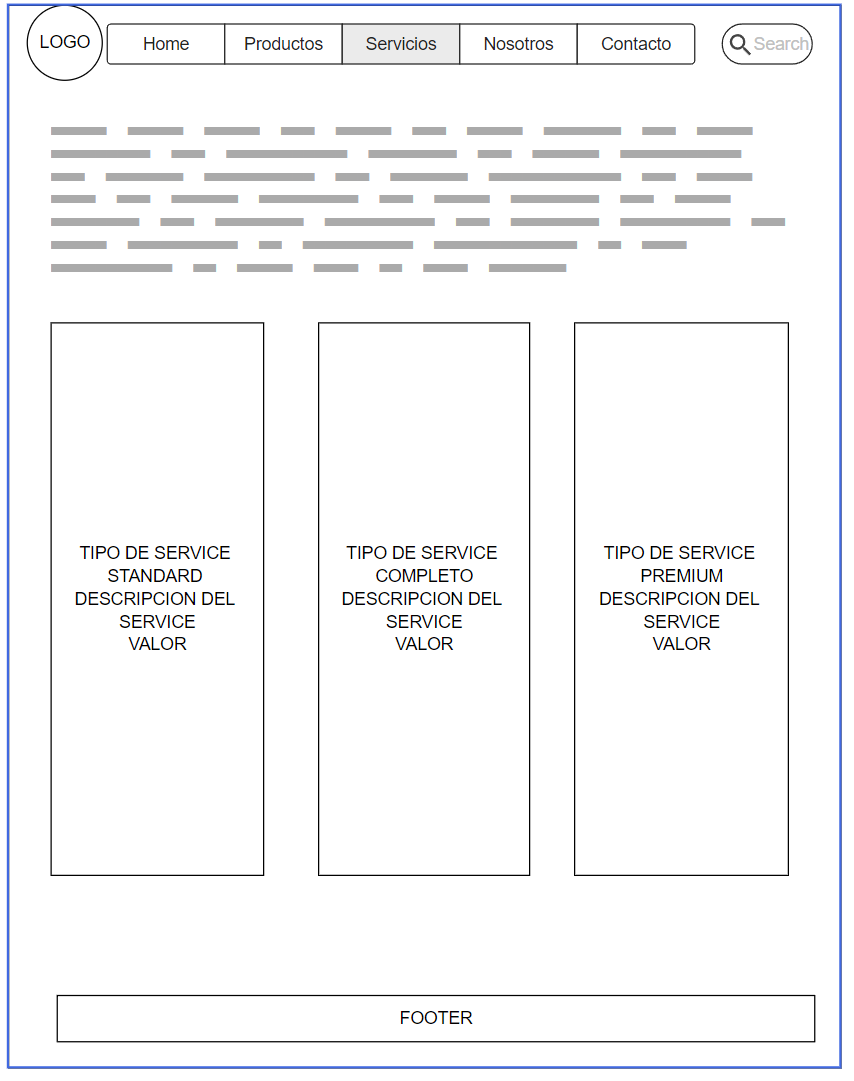 LOGO
Home
Productos
Servicios
Nosotros
Contacto
Search
TIPO DE SERVICE
STANDARD
DESCRIPCION DEL
SERVICE
VALOR
TIPO DE SERVICE
COMPLETO
DESCRIPCION DEL
SERVICE
VALOR
TIPO DE SERVICE
PREMIUM
DESCRIPCION DEL
SERVICE
VALOR
FOOTER